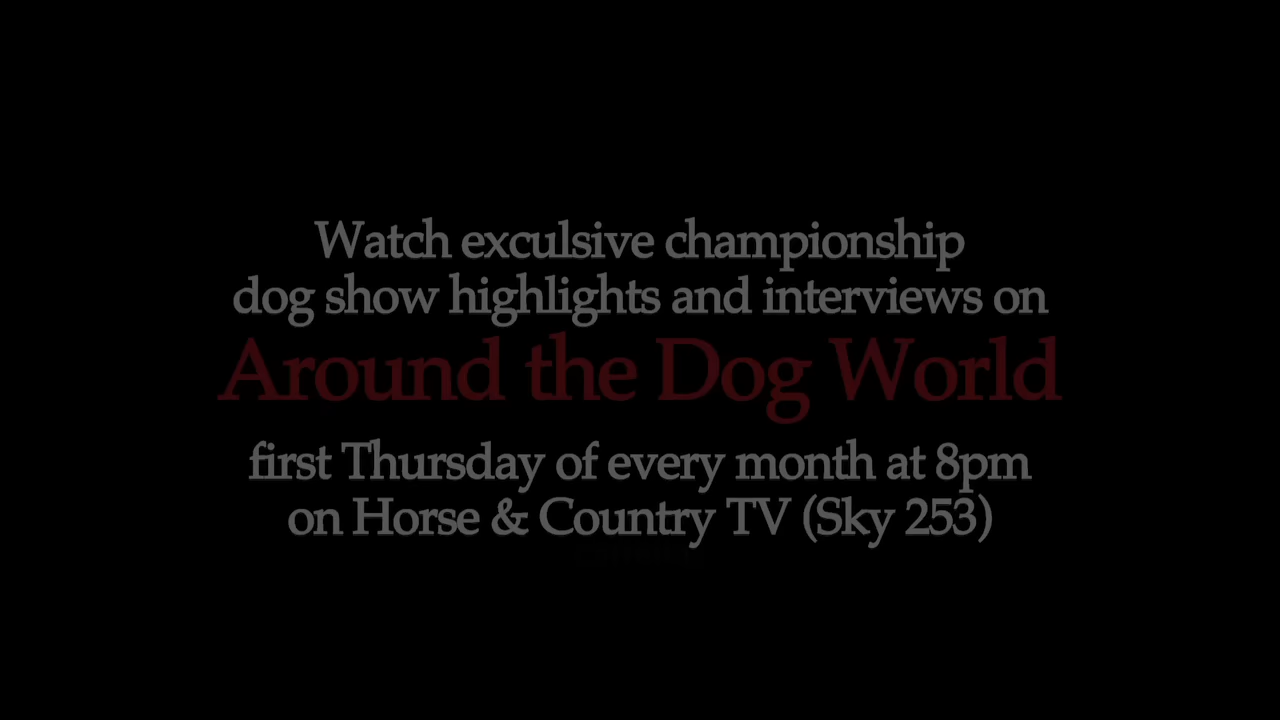 Watch exculsive championship
dog show highlights and interviews on
Around the Dog World
first Thursday of every month at 8pm
on Horse & Country TV (Sky 253)